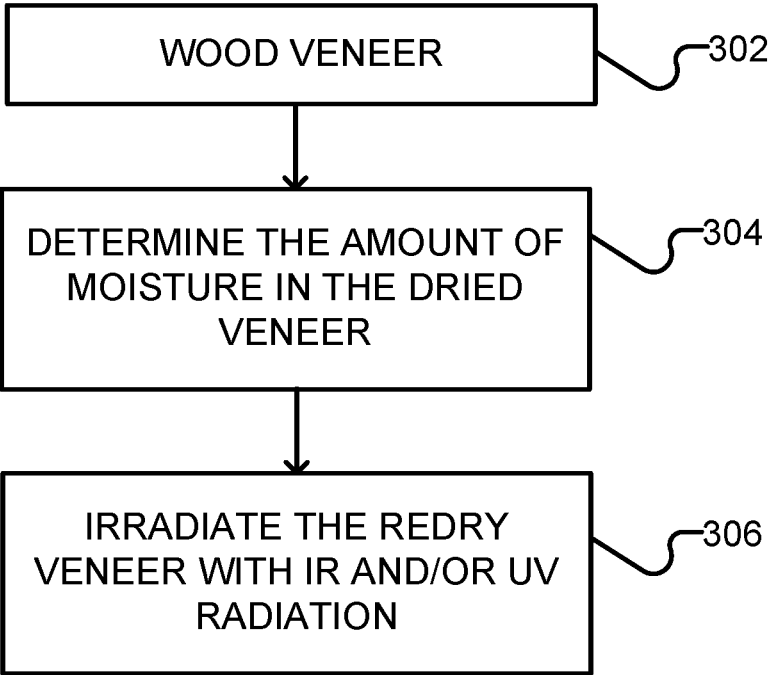 WOOD VENEER
302
DETERMINE THE AMOUNT OF
MOISTURE IN THE DRIED
VENEER
304
IRRADIATE THE REDRY
VENEER WITH IR AND/OR UV
RADIATION
306